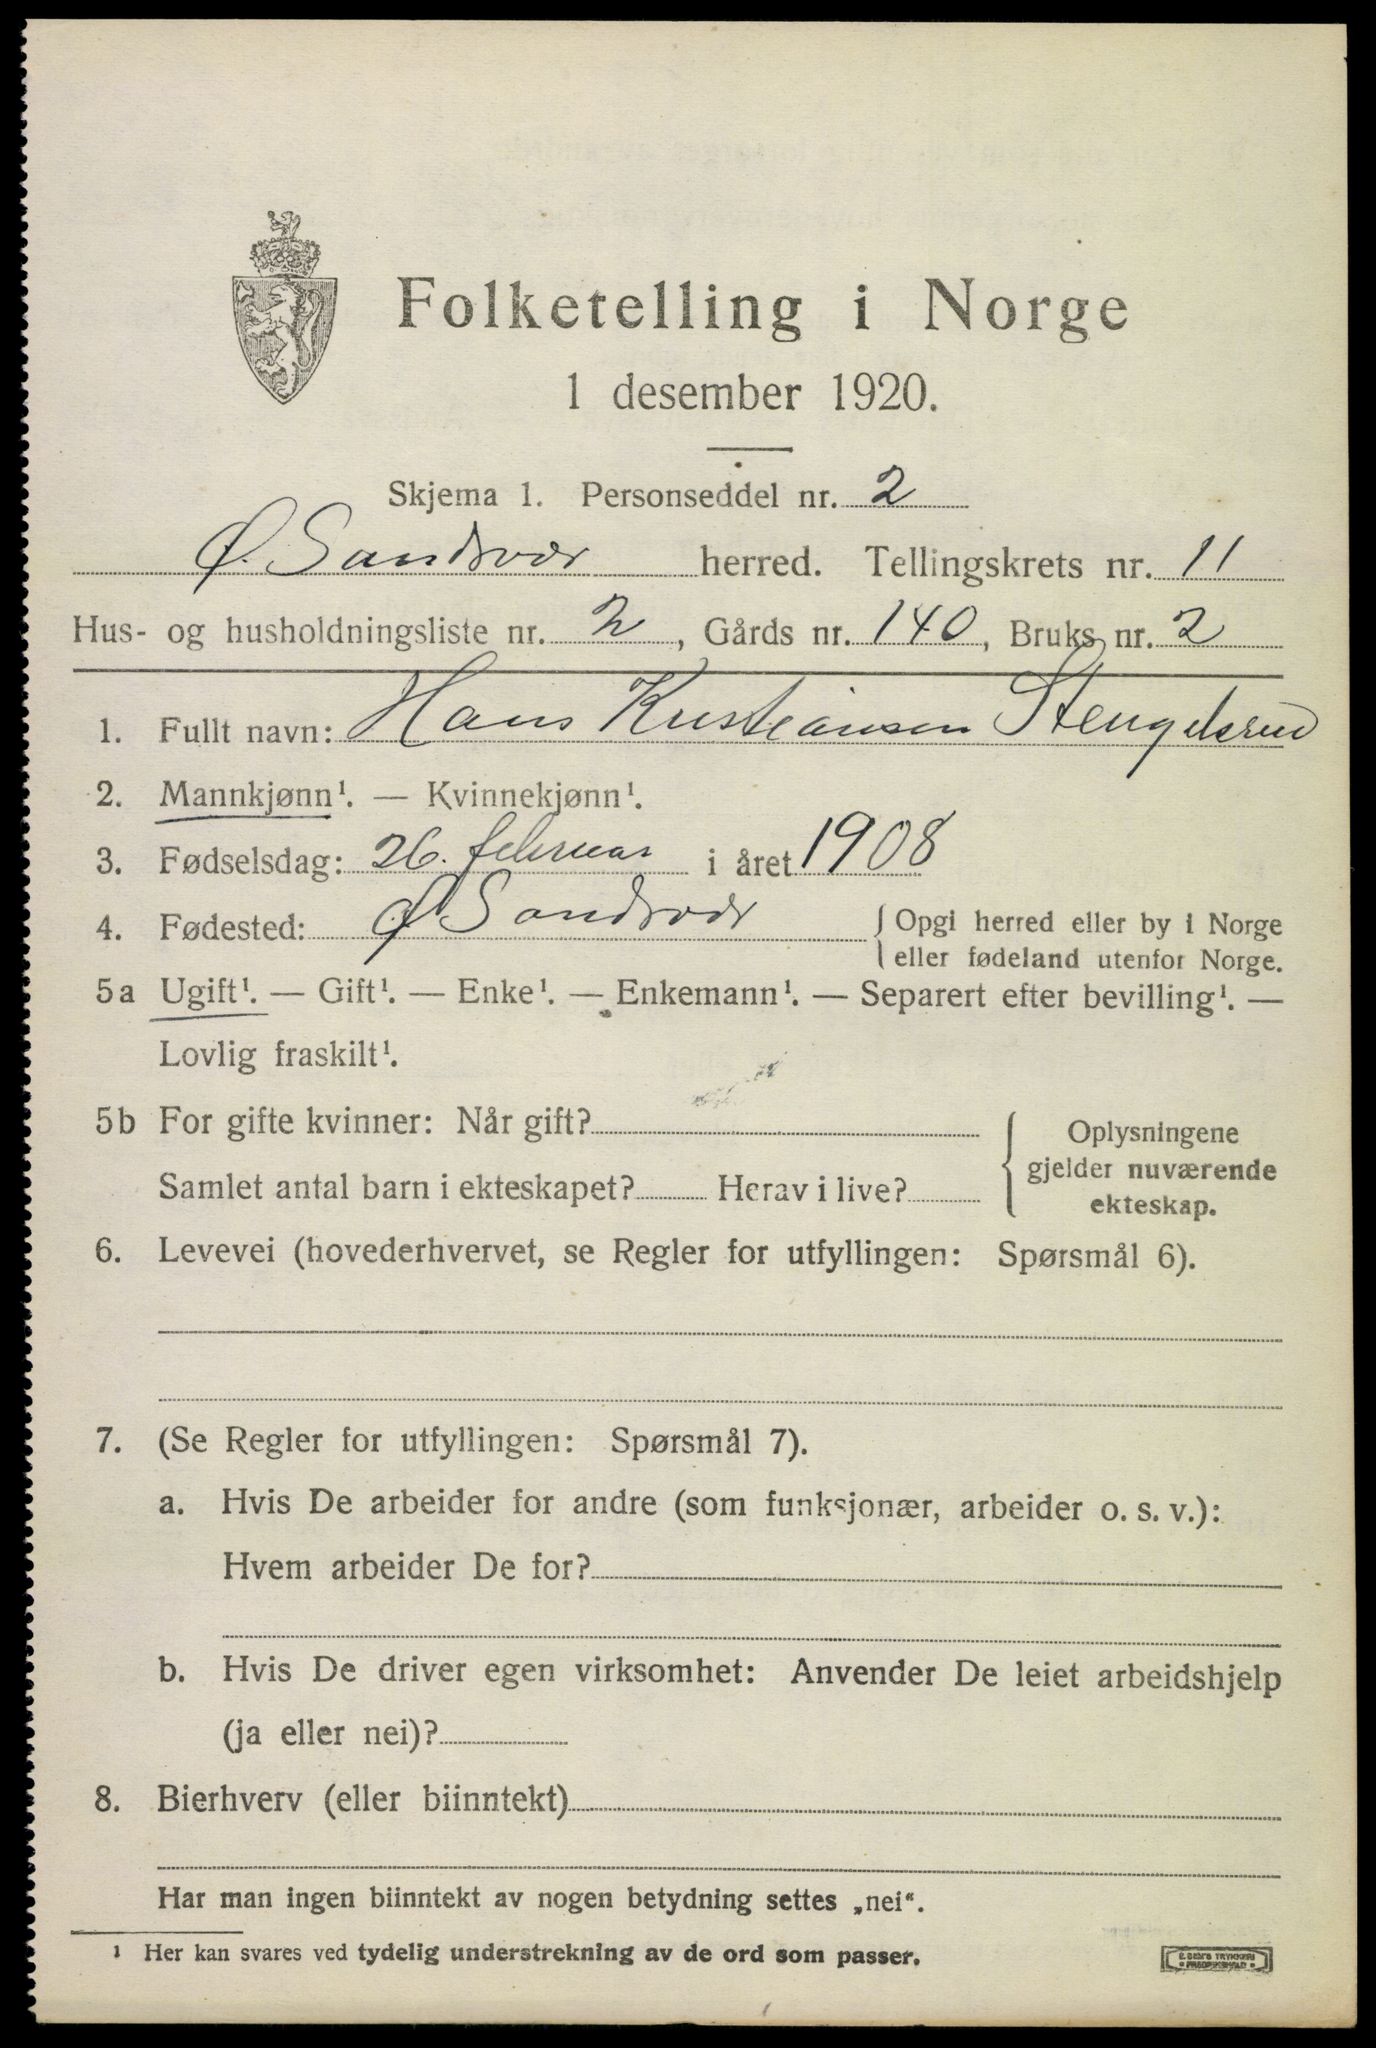 Folketelling i Norge
1 desember 1920.
Skjema 1. Personseddel nr. 2
Ø. Sandsvær herred. Tellingskrets nr. 11
Hus- og husholdningsliste nr. 2, Gårds nr. 140, Bruks nr. 2
1. Fullt navn: Hans Kristiansen Stengelsrud
2. Mannkjønn¹. — Kvinnekjønn¹.
3. Fødselsdag: 26. februar i året 1908
4. Fødested: Ø Sandsvær { Opgi herred eller by i Norge
eller fødeland utenfor Norge.
5a Ugift¹. — Gift¹. — Enke¹. — Enkemann¹. — Separert efter bevilling¹. —
Lovlig fraskilt¹.
5b For gifte kvinner: Når gift?
Samlet antal barn i ekteskapet? Herav i live?
Oplysningene
gjelder nuværende
ekteskap.
6. Levevei (hovederhvervet, se Regler for utfyllingen: Spørsmål 6).
7. (Se Regler for utfyllingen: Spørsmål 7).
a. Hvis De arbeider for andre (som funksjonær, arbeider o. s. v.):
Hvem arbeider De for?
b. Hvis De driver egen virksomhet: Anvender De leiet arbeidshjelp
(ja eller nei)?
8. Bierhverv (eller biinntekt)
Har man ingen biinntekt av nogen betydning settes „nei“.
¹ Her kan svares ved tydelig understrekning av de ord som passer.
E. SEM'S TRYKKERI
FREDRIKSHALD